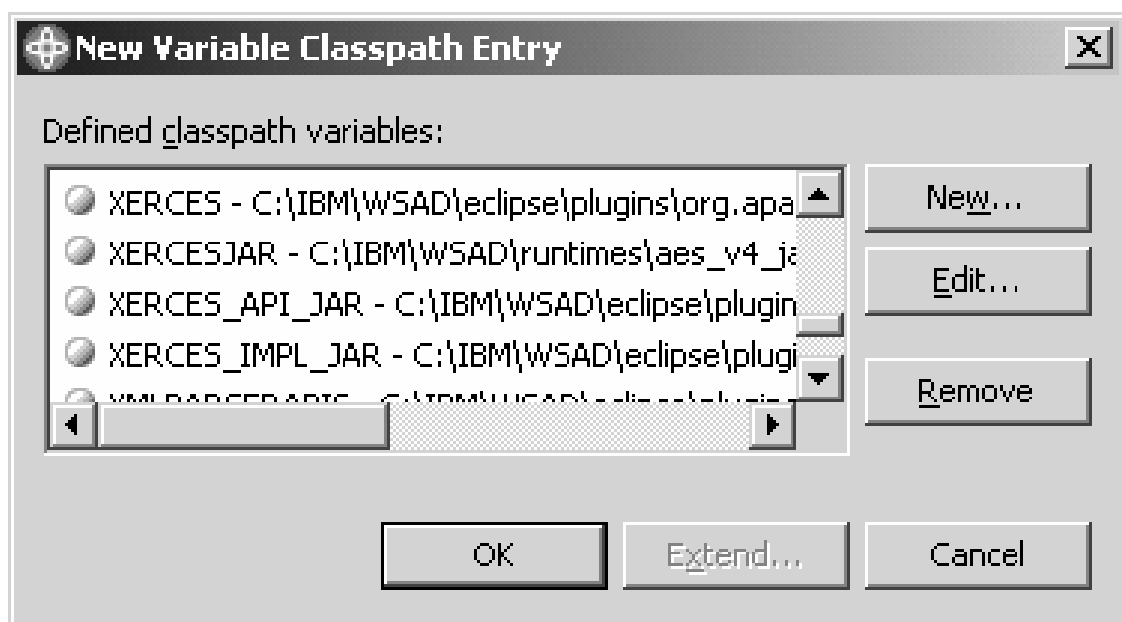 New Variable Classpath Entry
Defined classpath variables:
XERCES - C:\IBM\WSAD\eclipse\plugins\org.apa
XERCESJAR - C:\IBM\WSAD\runtimes\aes_v4_ja
XERCES_API_JAR - C:\IBM\WSAD\eclipse\plugin
XERCES_IMPL_JAR - C:\IBM\WSAD\eclipse\plugi
New...
Edit...
Remove
OK
Extend...
Cancel